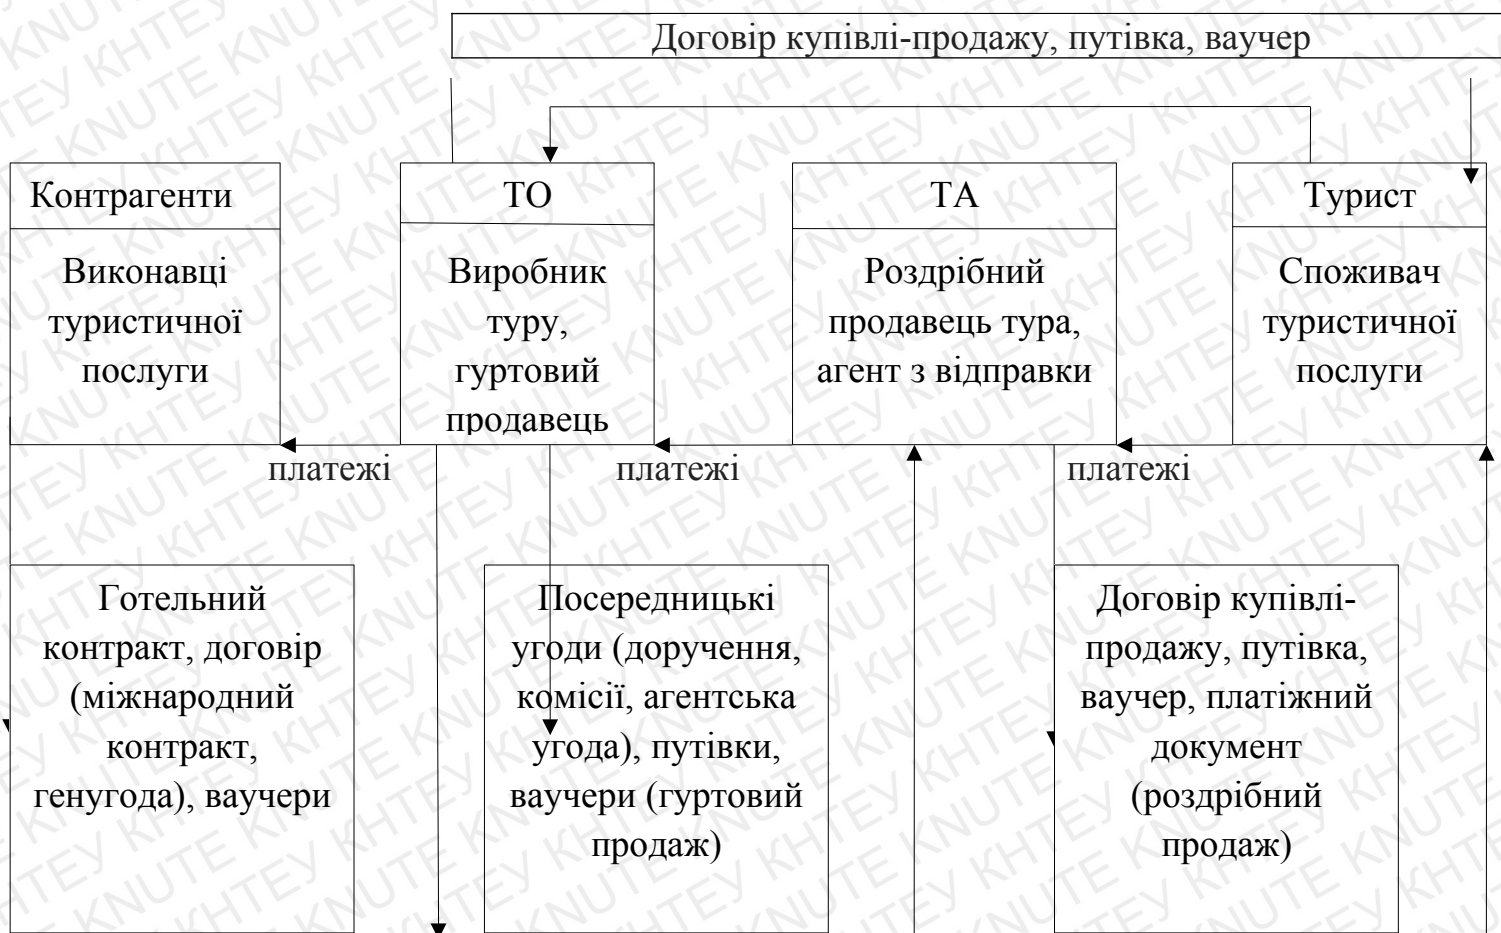 Договір купівлі-продажу, путівка, ваучер
Контрагенти
Виконавці
туристичної
послуги
ТО
Виробник
туру,
гуртовий
продавець
ТА
Роздрібний
продавець тура,
агент з відправки
Турист
Споживач
туристичної
послуги
платежі
платежі
платежі
Готельний
контракт, договір
(міжнародний
контракт,
генугода), ваучери
Посередницькі
угоди (доручення,
комісії, агентська
угода), путівки,
ваучери (гуртовий
продаж)
Договір купівлі-
продажу, путівка,
ваучер, платіжний
документ
(роздрібний
продаж)